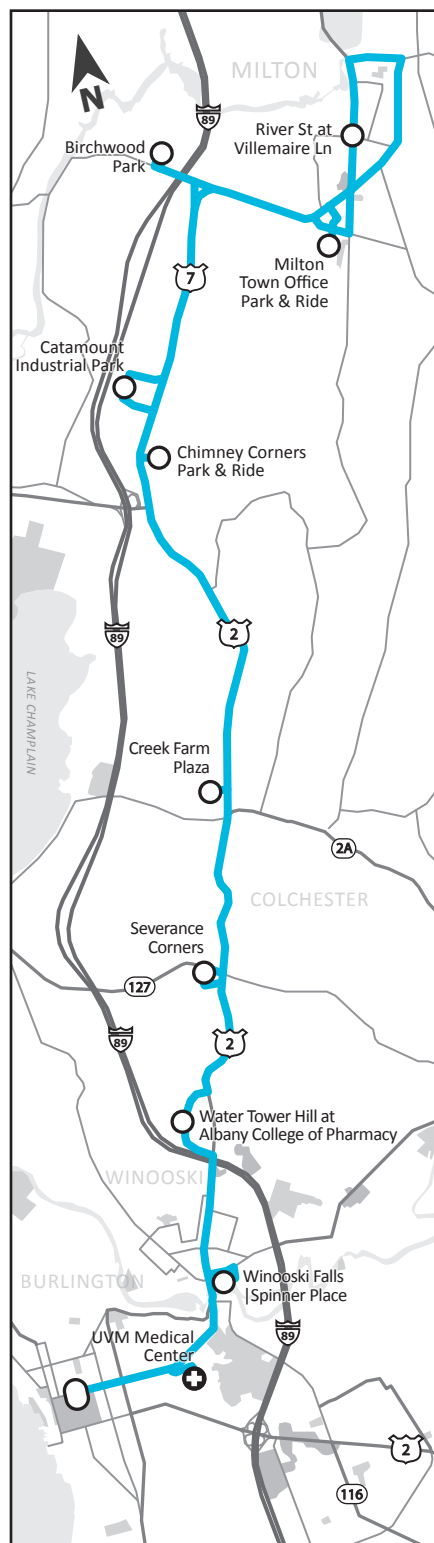 MILTON
N
89
River St at
Villemaire Ln
Birchwood
Park
Milton
Town Office
Park & Ride
7
Catamount
Industrial Park
Chimney Corners
Park & Ride
2
89
LAKE CHAMPLAIN
Creek Farm
Plaza
2A
COLCHESTER
Severance
Corners
127
2
89
Water Tower Hill at
Albany College of Pharmacy
WINOOSKI
BURLINGTON
Winooski Falls
|Spinner Place
89
UVM Medical
Center
2
116